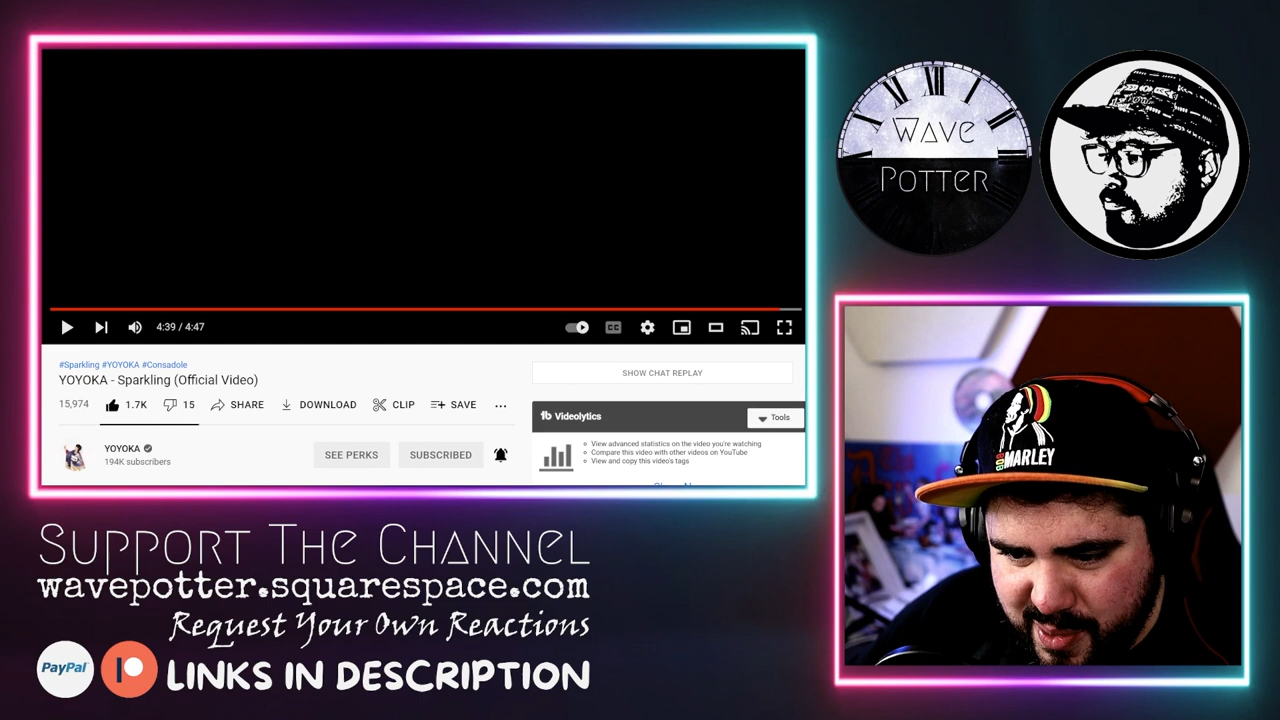 4:39 / 4:47
#Sparkling #YOYOKA #Consadole
YOYOKA - Sparkling (Official Video)
15,974
1.7K
15
SHARE
DOWNLOAD
CLIP
SAVE
...
YOYOKA
194K subscribers
SEE PERKS
SUBSCRIBED
SHOW CHAT REPLAY
tb Videolytics
Tools
View advanced statistics on the video you're watching
Compare this video with other videos on YouTube
View and copy this video's tags
WAVE
POTTER
XII
I
BOB
MARLEY
SUPPORT THE CHANNEL
wavepotter.squarespace.com
Request Your Own Reactions
PayPal
LINKS IN DESCRIPTION